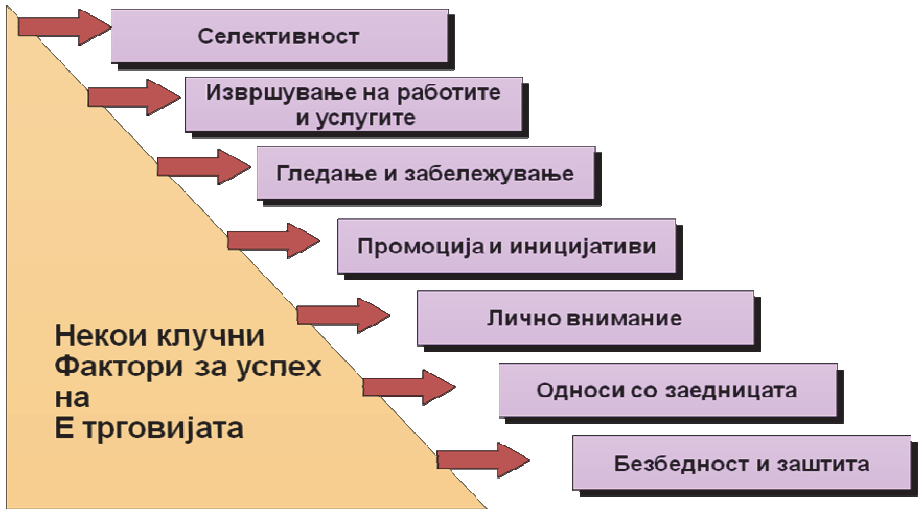 Селективност
Извршување на работите
и услугите
Гледање и забележување
Промоција и иницијативи
Лично внимание
Односи со заедницата
Безбедност и заштита
Некои клучни
Фактори за успех
на
Е трговијата